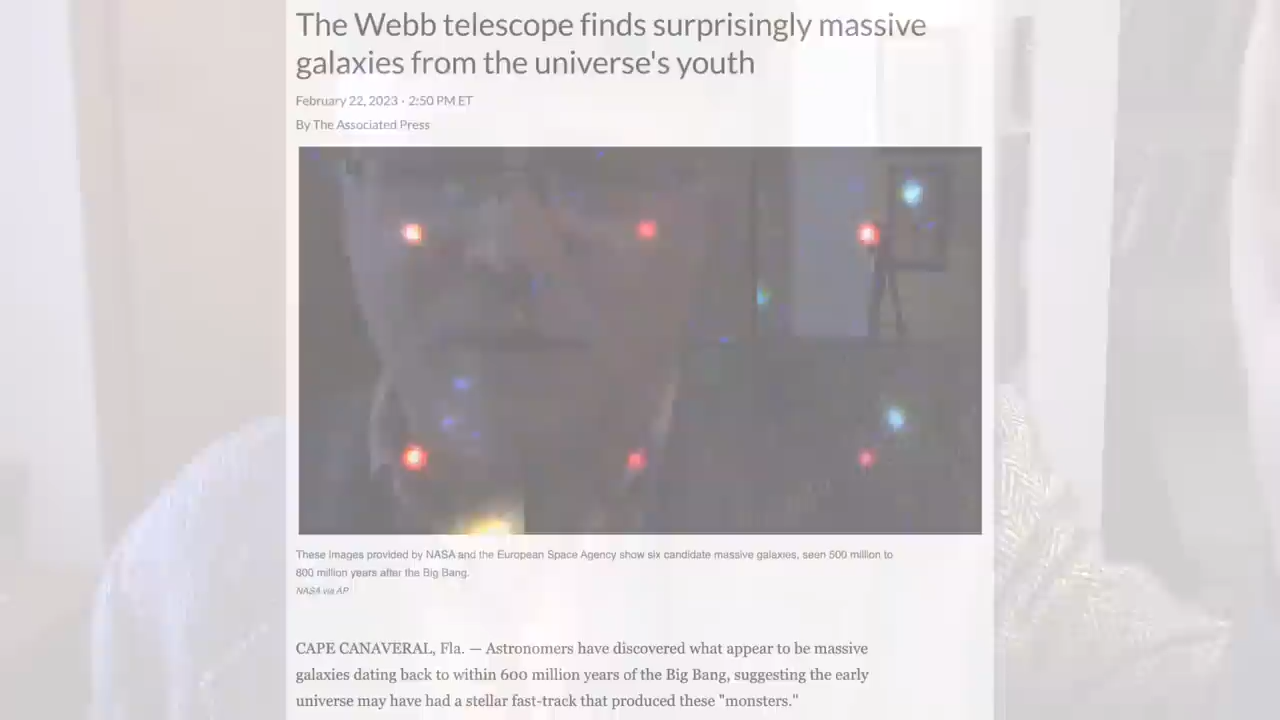 The Webb telescope finds surprisingly massive
galaxies from the universe's youth
February 22, 2023 · 2:50 PM ET
By The Associated Press
These images provided by NASA and the European Space Agency show six candidate massive galaxies, seen 500 million to
800 million years after the Big Bang.
NASA via AP
CAPE CANAVERAL, Fla. — Astronomers have discovered what appear to be massive
galaxies dating back to within 600 million years of the Big Bang, suggesting the early
universe may have had a stellar fast-track that produced these "monsters."